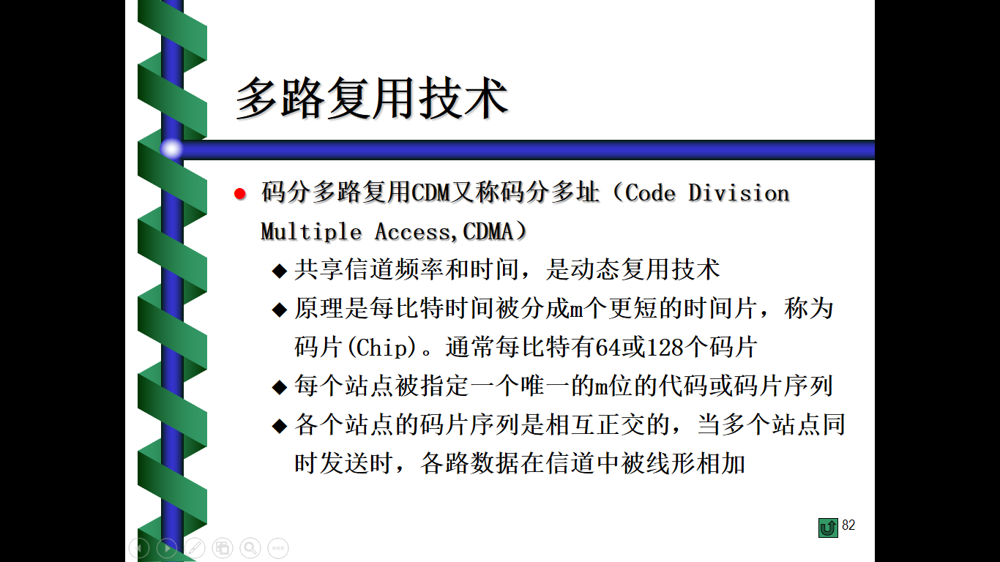 多路复用技术
码分多路复用CDM又称码分多址（Code Division
Multiple Access,CDMA）
共享信道频率和时间，是动态复用技术
原理是每比特时间被分成m个更短的时间片，称为
码片(Chip)。通常每比特有64或128个码片
每个站点被指定一个唯一的m位的代码或码片序列
各个站点的码片序列是相互正交的，当多个站点同
时发送时，各路数据在信道中被线形相加
82